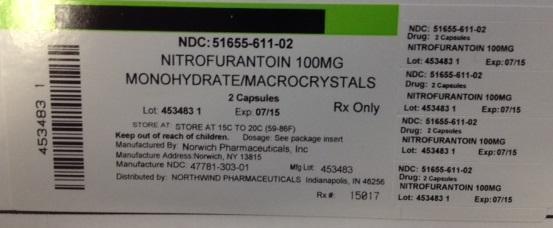 453483 1
NDC: 51655-611-02
NITROFURANTOIN 100MG
MONOHYDRATE/MACROCRYSTALS
2 Capsules
Lot: 453483 1 Exp: 07/15 Rx Only
STORE AT: STORE AT 15C TO 20C (59-86F)
Keep out of reach of children. Dosage: See package insert
Manufactured By: Norwich Pharmaceuticals, Inc
Manufacture Address: Norwich, NY 13815
Manufacture NDC: 47781-303-01 Mfg Lot: 453483
Distributed by: NORTHWIND PHARMACEUTICALS Indianapolis, IN 46256
Rx#: 15017
NDC: 51655-611-02
Drug: 2 Capsules
NITROFURANTOIN 100MG
Lot: 453483 1 Exp: 07/15
NDC: 51655-611-02
Drug: 2 Capsules
NITROFURANTOIN 100MG
Lot: 453483 1 Exp: 07/15
NDC: 51655-611-02
Drug: 2 Capsules
NITROFURANTOIN 100MG
Lot: 453483 1 Exp: 07/15
NDC: 51655-611-02
Drug: 2 Capsules
NITROFURANTOIN 100MG
Lot: 453483 1 Exp: 07/15